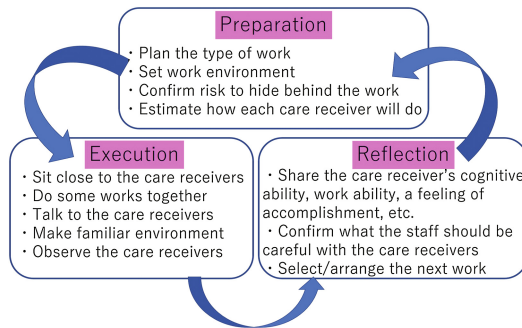 Preparation
・Plan the type of work
・Set work environment
・Confirm risk to hide behind the work
・Estimate how each care receiver will do
Execution
・Sit close to the care receivers
・Do some works together
・Talk to the care receivers
・Make familiar environment
・Observe the care receivers
Reflection
・Share the care receiver's cognitive
ability, work ability, a feeling of
accomplishment, etc.
・Confirm what the staff should be
careful with the care receivers
・Select/arrange the next work